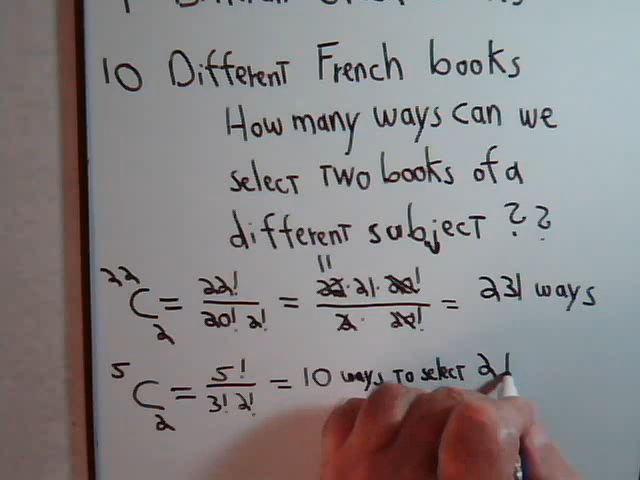 10 Different French books
How many ways can we
select two books of a
different subject ??
22C2 = 22! / 20! 2! = 11 22 · 21 · 20! / 2 · 20! = 231 ways
5C2 = 5! / 3! 2! = 10 ways to select 2